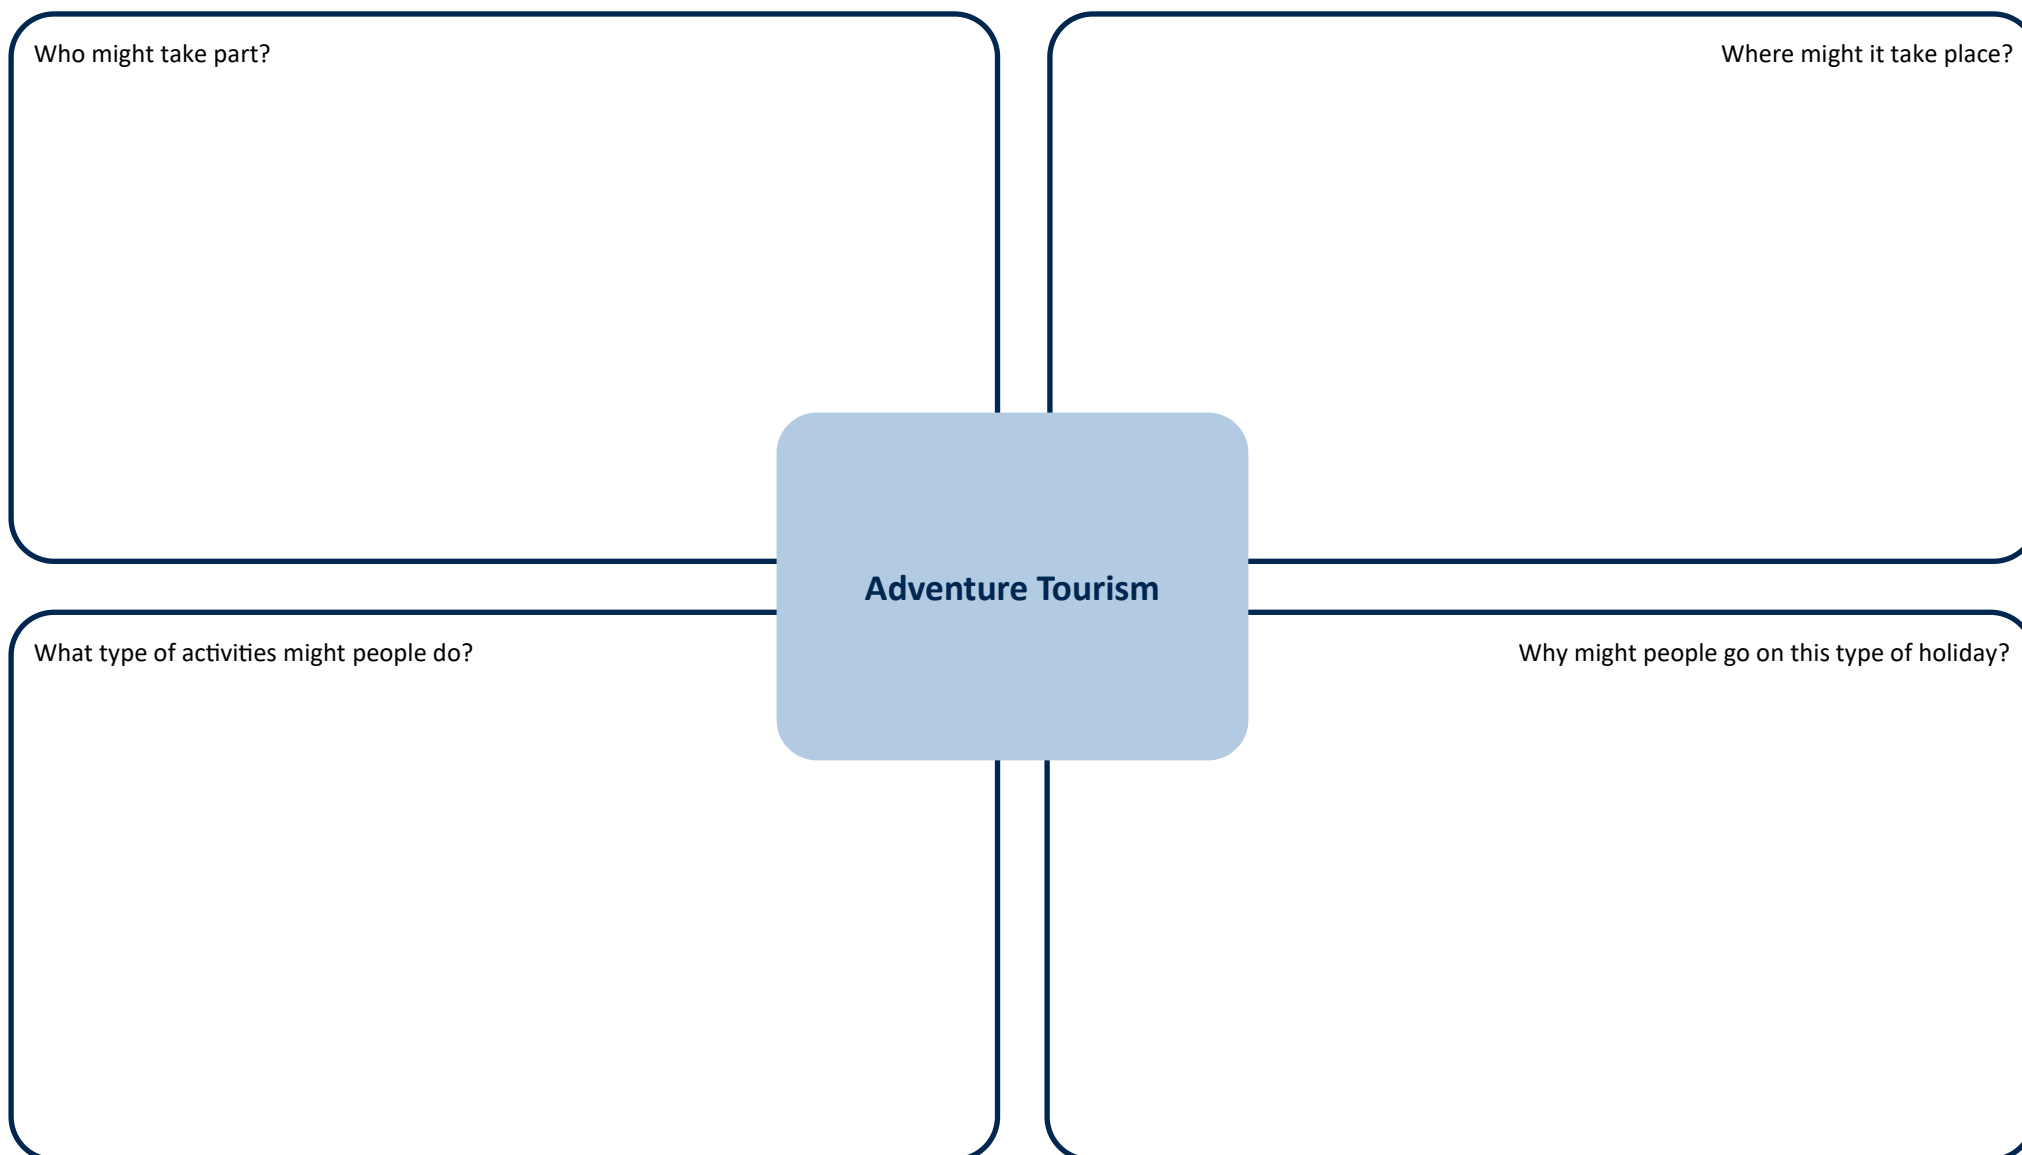 Who might take part?
Where might it take place?
Adventure Tourism
What type of activities might people do?
Why might people go on this type of holiday?